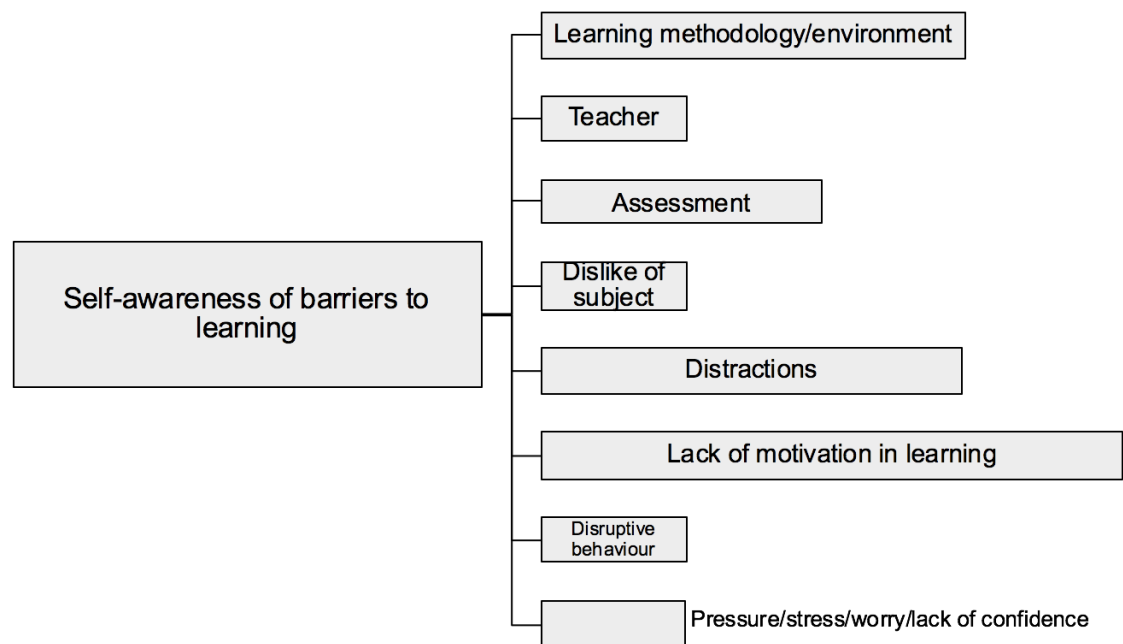 Learning methodology/environment
Teacher
Assessment
Dislike of
subject
Self-awareness of barriers to
learning
Distractions
Lack of motivation in learning
Disruptive
behaviour
Pressure/stress/worry/lack of confidence